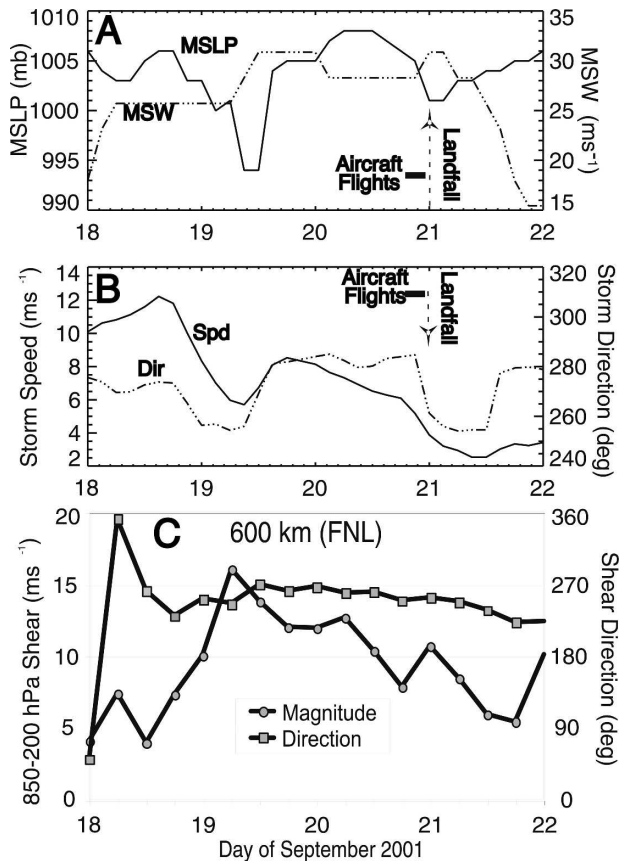 A
MSLP (mb)
1010
1005
1000
995
990
MSLP
MSW
Aircraft
Flights
Landfall
35
30
25
20
15
MSW (ms⁻¹)
18 19 20 21 22
B
Storm Speed (ms⁻¹)
14
12
10
8
6
4
2
Spd
Dir
Aircraft
Flights
Landfall
320
300
280
260
240
Storm Direction (deg)
18 19 20 21 22
C 600 km (FNL)
850-200 hPa Shear (ms⁻¹)
20
15
10
5
0
Magnitude
Direction
360
270
180
90
0
Shear Direction (deg)
18 19 20 21 22
Day of September 2001